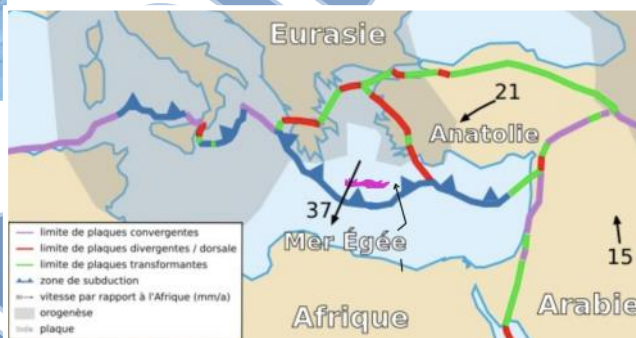 Eurasie
21
Anatolie
37
Mer Égée
15
Afrique
Arabie
limite de plaques convergentes
limite de plaques divergentes / dorsale
limite de plaques transformantes
zone de subduction
vitesse par rapport à l'Afrique (mm/a)
orogenèse
plaque